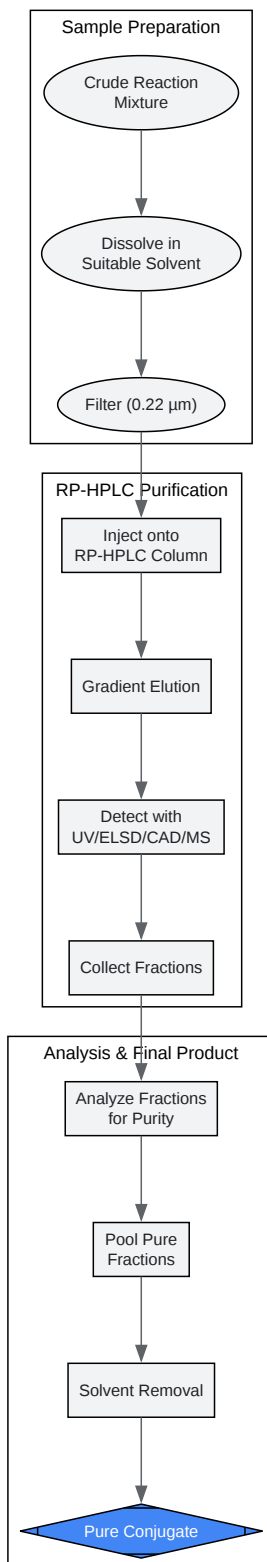 Sample Preparation
Crude Reaction
Mixture
Dissolve in
Suitable Solvent
Filter (0.22 µm)
RP-HPLC Purification
Inject onto
RP-HPLC Column
Gradient Elution
Detect with
UV/ELSD/CAD/MS
Collect Fractions
Analysis & Final Product
Analyze Fractions
for Purity
Pool Pure
Fractions
Solvent Removal
Pure Conjugate